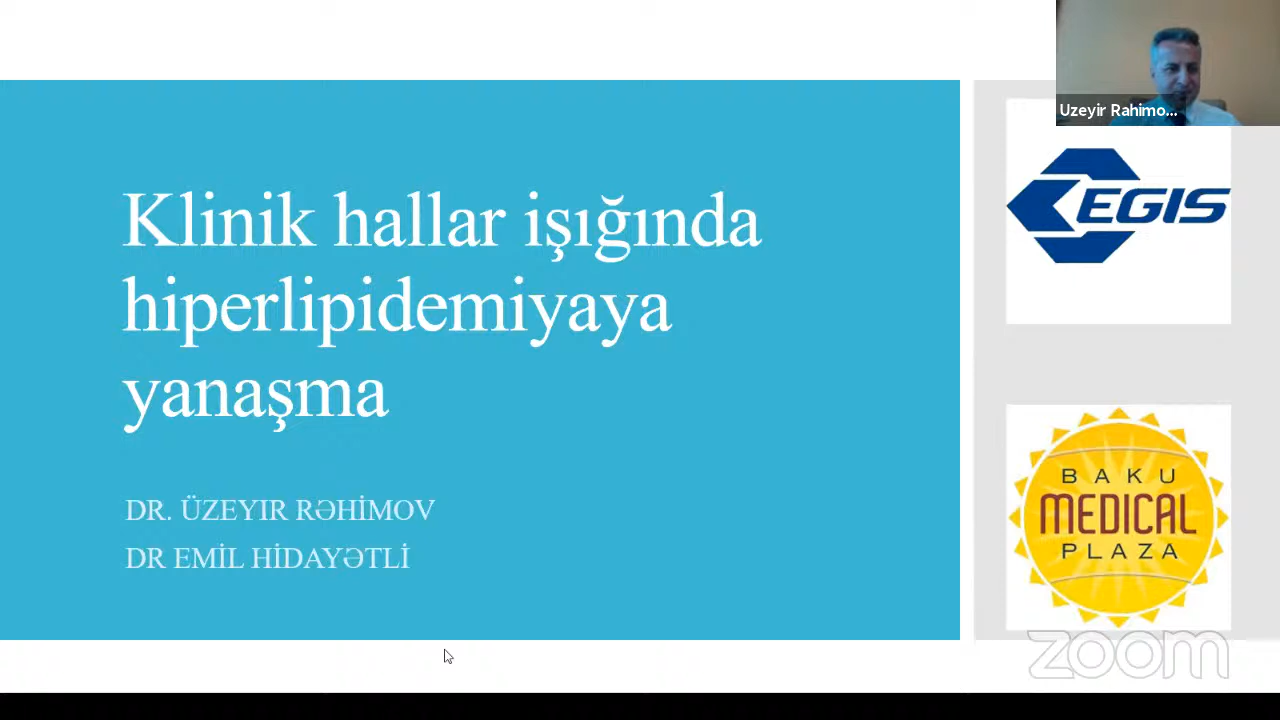 Uzeyir Rahimo...
Klinik hallar işığında
hiperlipidemiyaya
yanaşma
DR. ÜZEYIR RƏHİMOV
DR EMİL HİDAYƏTLİ
EGIS
BAKU
MEDICAL
PLAZA
zoom